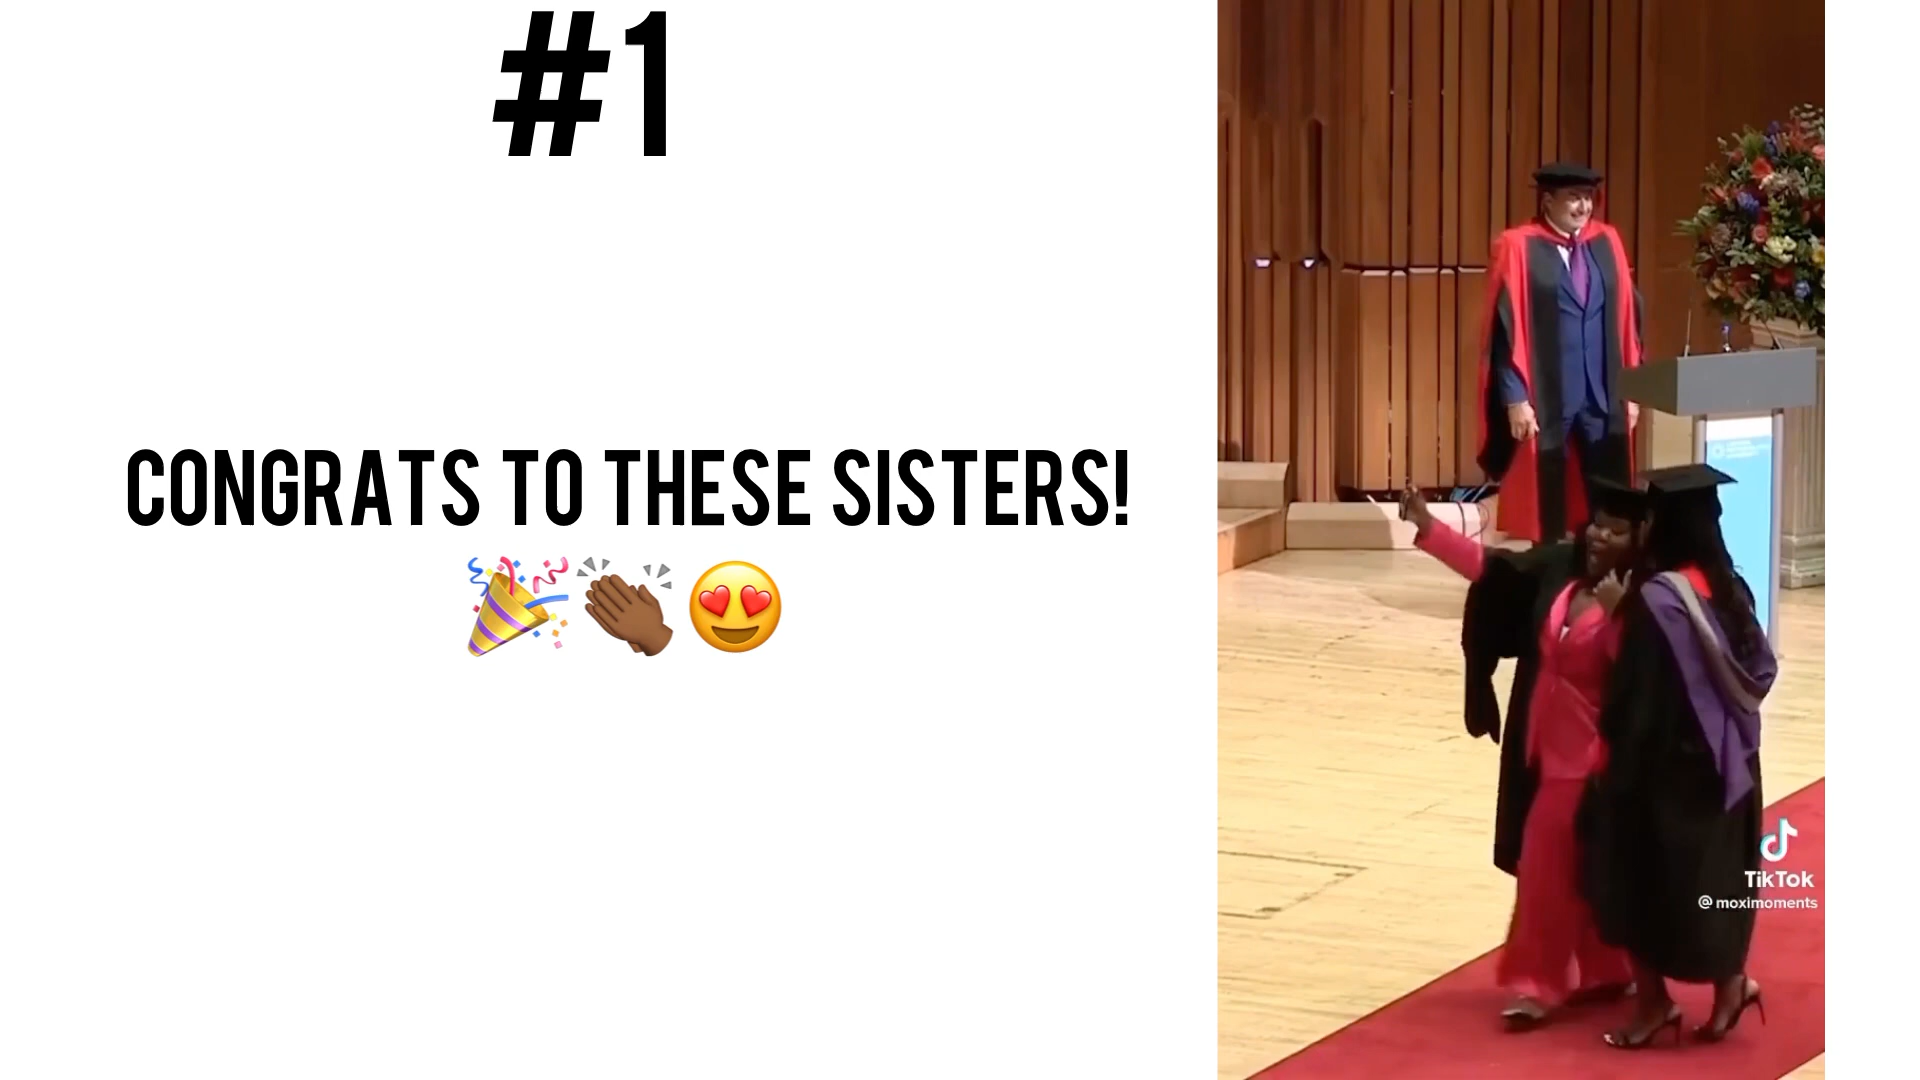 #1
CONGRATS TO THESE SISTERS!
🎉👏🏾😍
TikTok
@moximoments